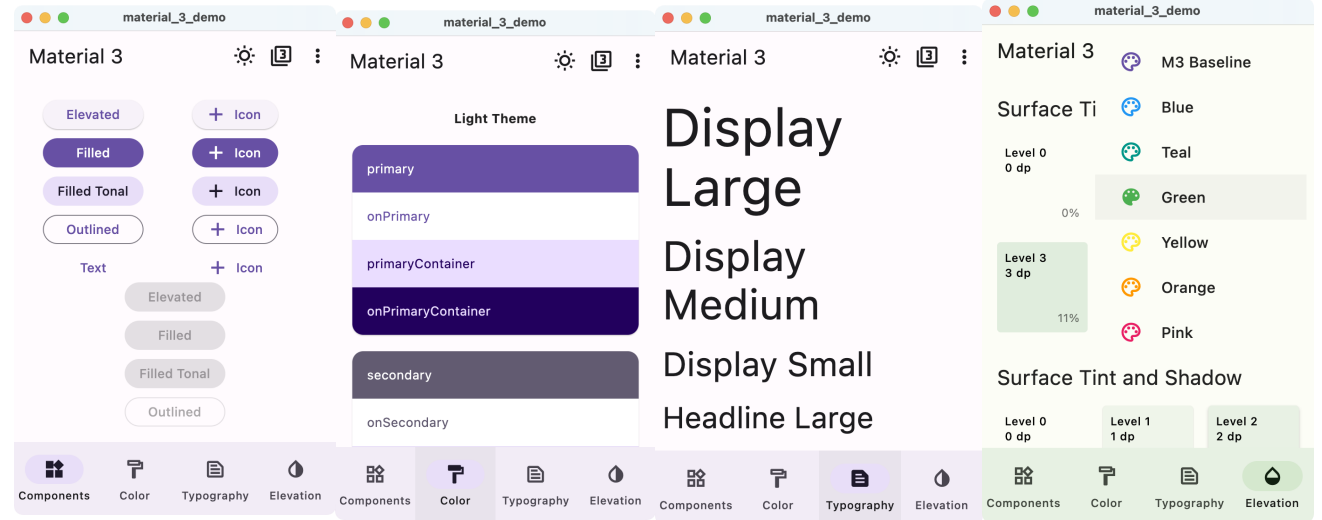 material_3_demo
Material 3
3
Elevated
Icon
Filled
Icon
Filled Tonal
Icon
Outlined
Icon
Text
Icon
Elevated
Filled
Filled Tonal
Outlined
Components
Color
Typography
Elevation
material_3_demo
Material 3
3
Light Theme
primary
onPrimary
primaryContainer
onPrimaryContainer
secondary
onSecondary
Components
Color
Typography
Elevation
material_3_demo
Material 3
3
Display
Large
Display
Medium
Display Small
Headline Large
Components
Color
Typography
Elevation
material_3_demo
Material 3
Surface Ti
Level 0
0 dp
0%
Level 3
3 dp
11%
M3 Baseline
Blue
Teal
Green
Yellow
Orange
Pink
Surface Tint and Shadow
Level 0
0 dp
Level 1
1 dp
Level 2
2 dp
Components
Color
Typography
Elevation